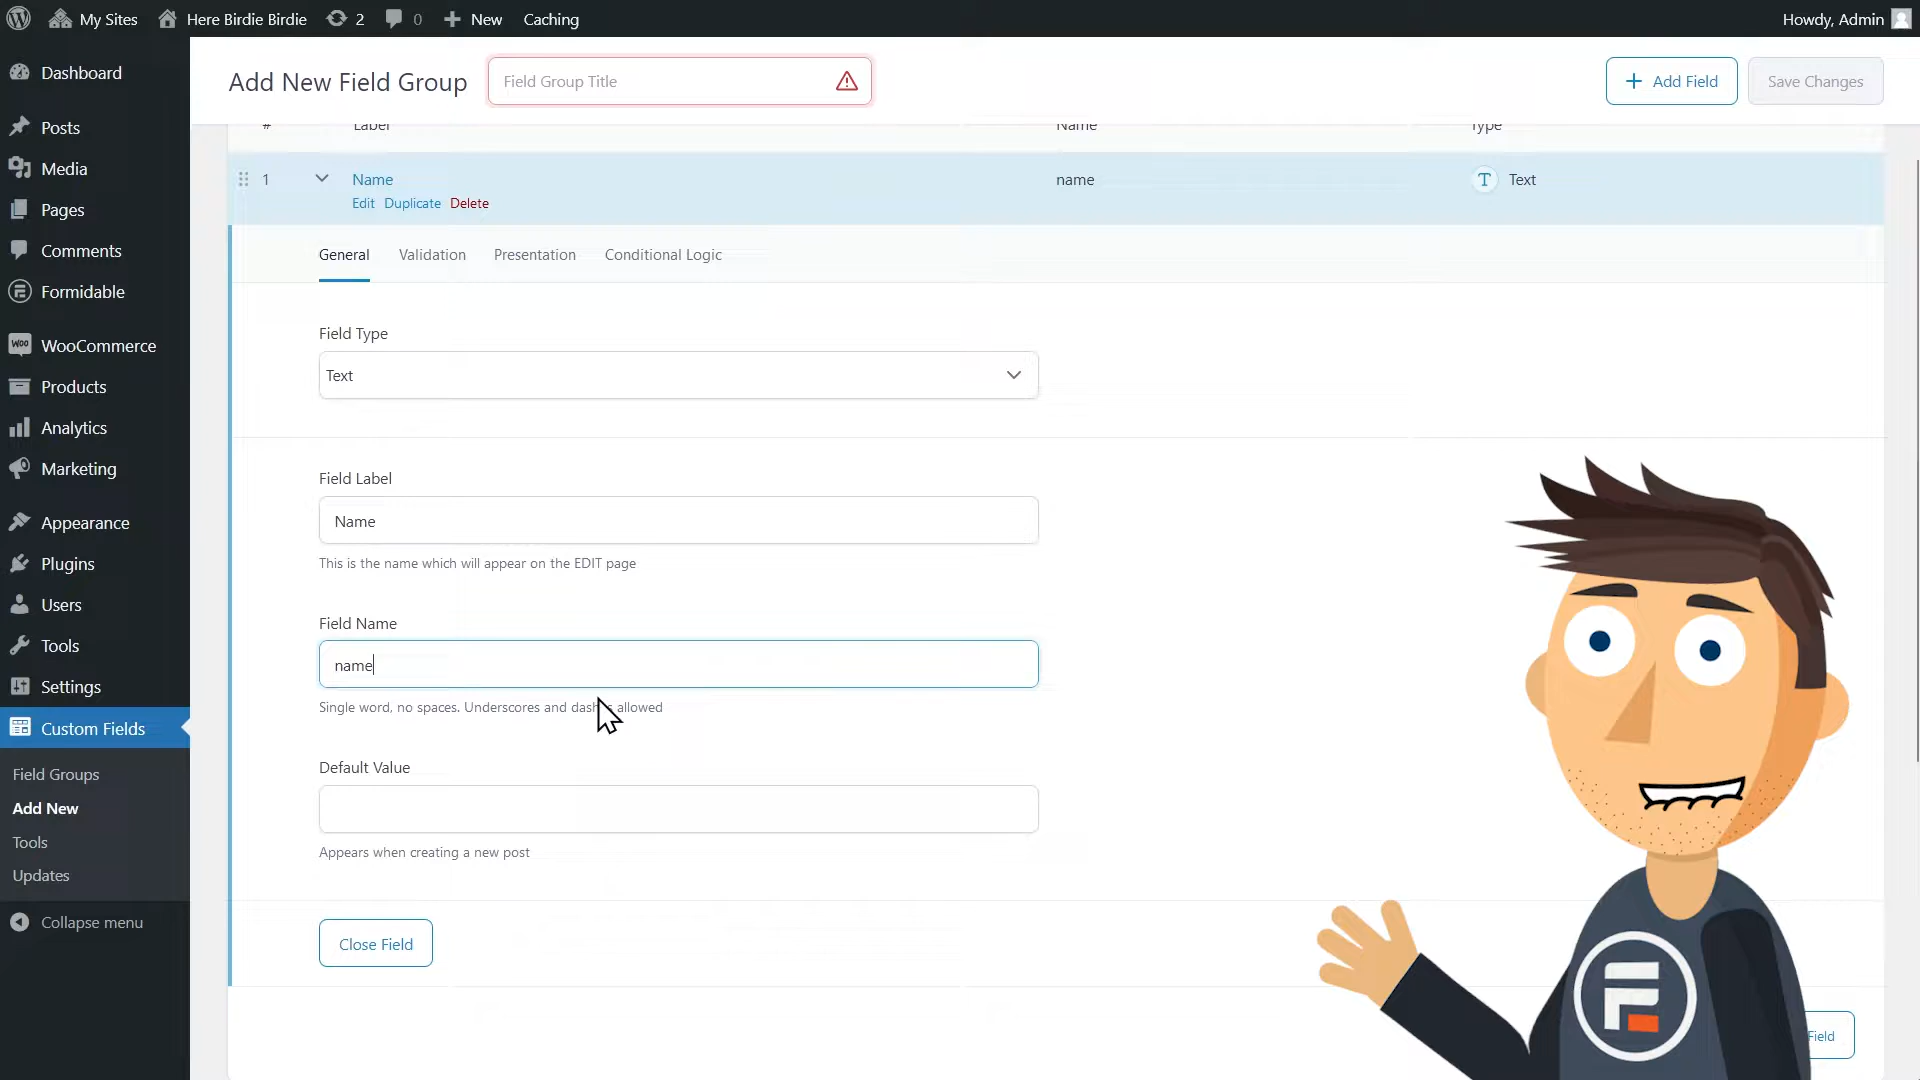 My Sites
Here Birdie Birdie
2
0
New
Caching
Howdy, Admin
Dashboard
Posts
Media
Pages
Comments
Formidable
WooCommerce
Products
Analytics
Marketing
Appearance
Plugins
Users
Tools
Settings
Custom Fields
Field Groups
Add New
Tools
Updates
Collapse menu
Add New Field Group
Field Group Title
+ Add Field
Save Changes
# Label Name Type
1 Name name T Text
Edit Duplicate Delete
General Validation Presentation Conditional Logic
Field Type
Text
Field Label
Name
This is the name which will appear on the EDIT page
Field Name
name
Single word, no spaces. Underscores and dashes allowed
Default Value
Appears when creating a new post
Close Field
Field